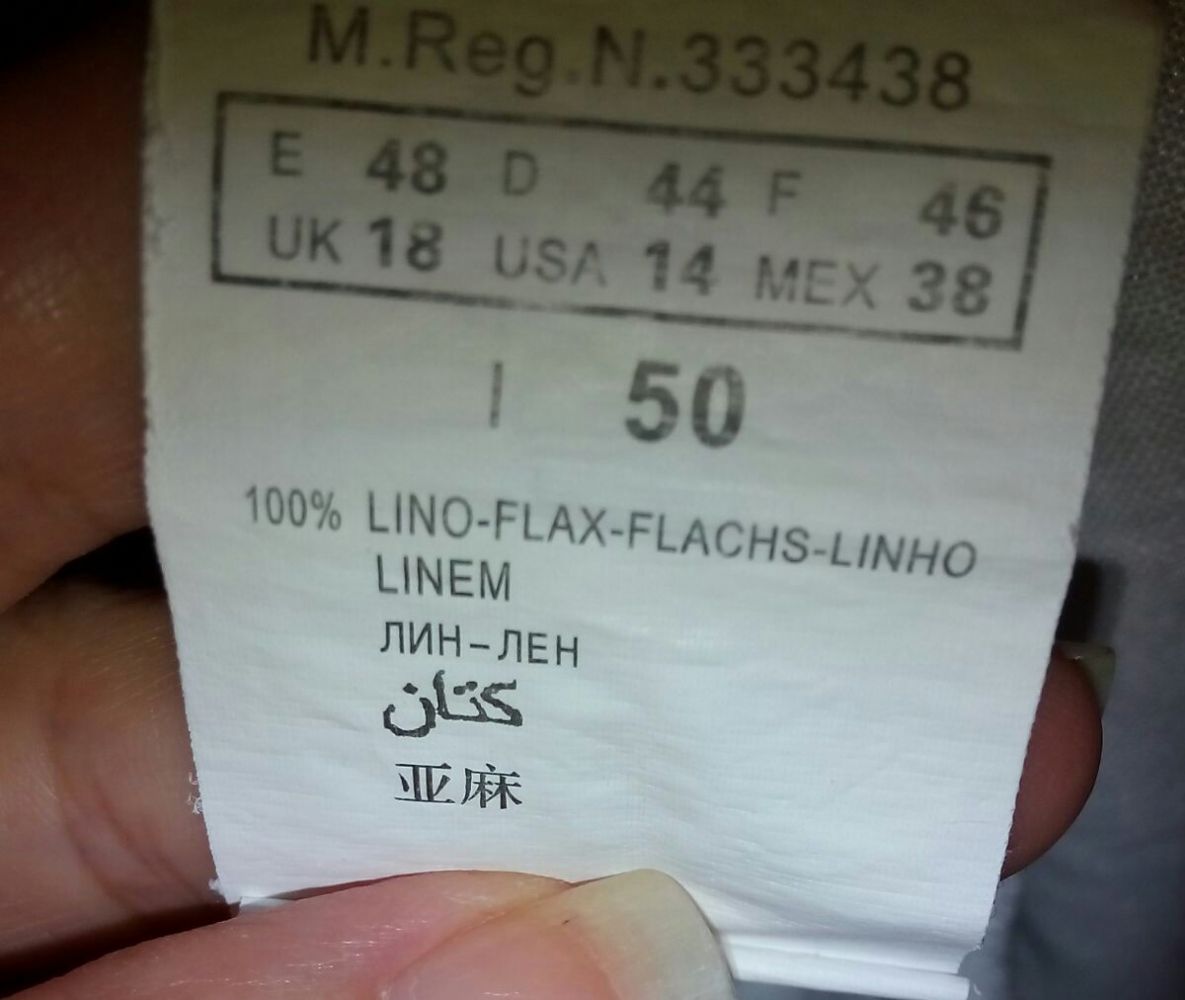 M.Reg.N.333438
E 48 D 44 F 46
UK 18 USA 14 MEX 38
I 50
100% LINO-FLAX-FLACHS-LINHO
LINEM
ЛИН-ЛЕН
كتان
亚麻